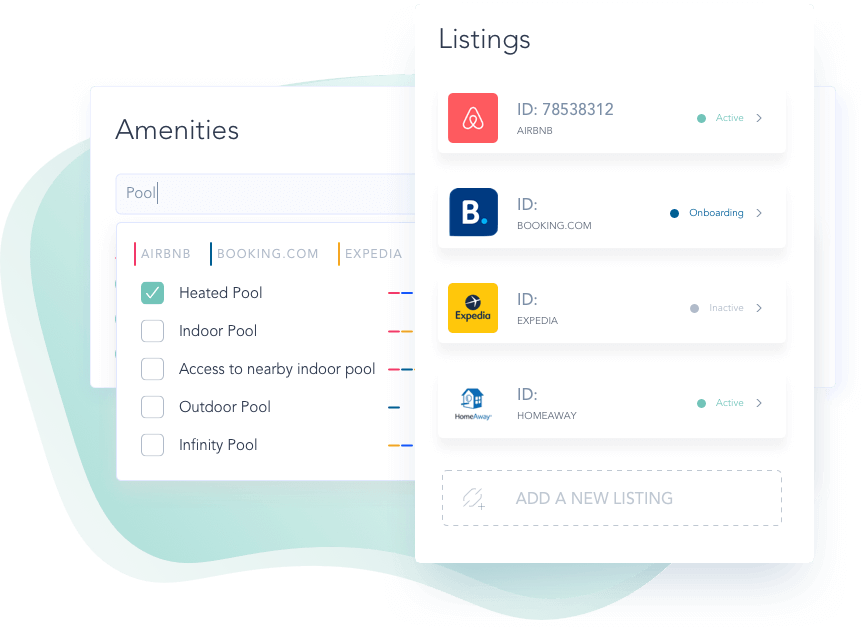 Amenities
Pool
AIRBNB BOOKING.COM EXPEDIA
Heated Pool
Indoor Pool
Access to nearby indoor pool
Outdoor Pool
Infinity Pool
Listings
ID: 78538312
AIRBNB
Active
B.
ID:
BOOKING.COM
Onboarding
Expedia
ID:
EXPEDIA
Inactive
HomeAway
ID:
HOMEAWAY
Active
ADD A NEW LISTING